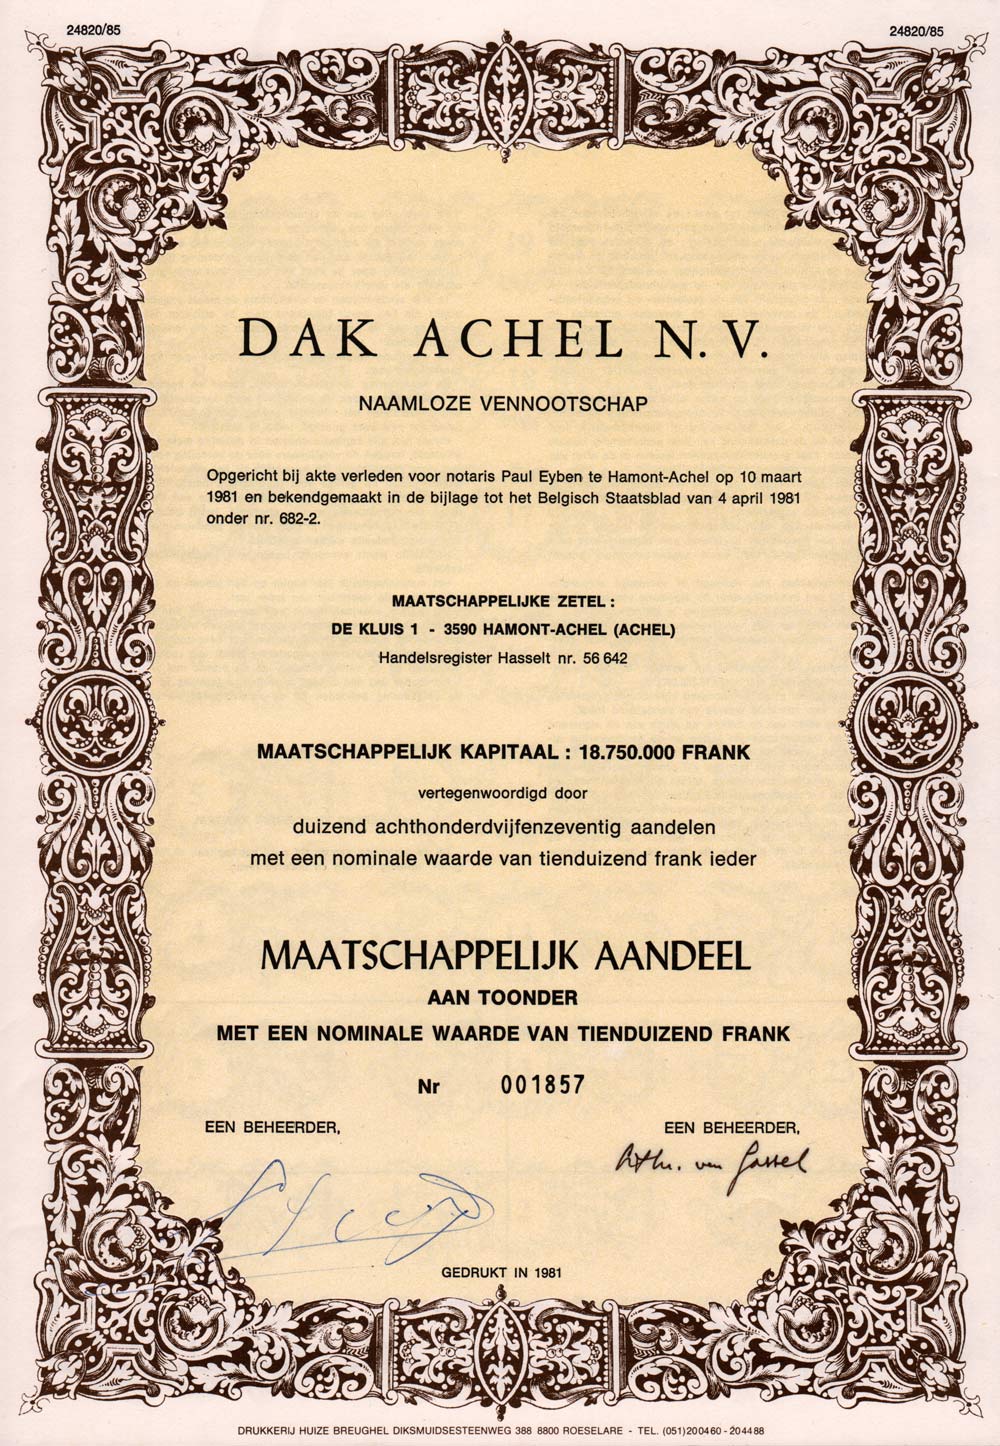 24820/85 24820/85
DAK ACHEL N.V.
NAAMLOZE VENNOOTSCHAP
Opgericht bij akte verleden voor notaris Paul Eyben te Hamont-Achel op 10 maart
1981 en bekendgemaakt in de bijlage tot het Belgisch Staatsblad van 4 april 1981
onder nr. 682-2.
MAATSCHAPPELIJKE ZETEL :
DE KLUIS 1 - 3590 HAMONT-ACHEL (ACHEL)
Handelsregister Hasselt nr. 56 642
MAATSCHAPPELIJK KAPITAAL : 18.750.000 FRANK
vertegenwoordigd door
duizend achthonderdvijfenzeventig aandelen
met een nominale waarde van tienduizend frank ieder
MAATSCHAPPELIJK AANDEEL
AAN TOONDER
MET EEN NOMINALE WAARDE VAN TIENDUIZEND FRANK
Nr 001857
EEN BEHEERDER, EEN BEHEERDER,
van Gassel
GEDRUKT IN 1981
DRUKKERIJ HUIZE BREUGHEL DIKSMUIDSESTEENWEG 388 8800 ROESELARE - TEL. (051)200460 - 204488